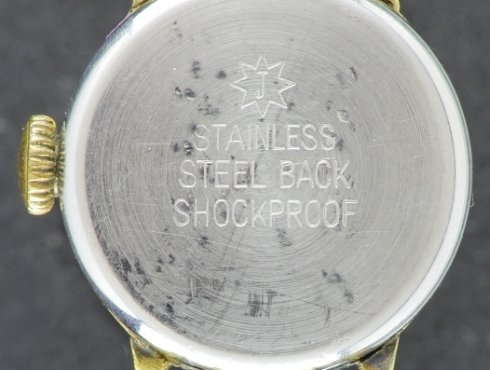 J
STAINLESS
STEEL BACK
SHOCKPROOF